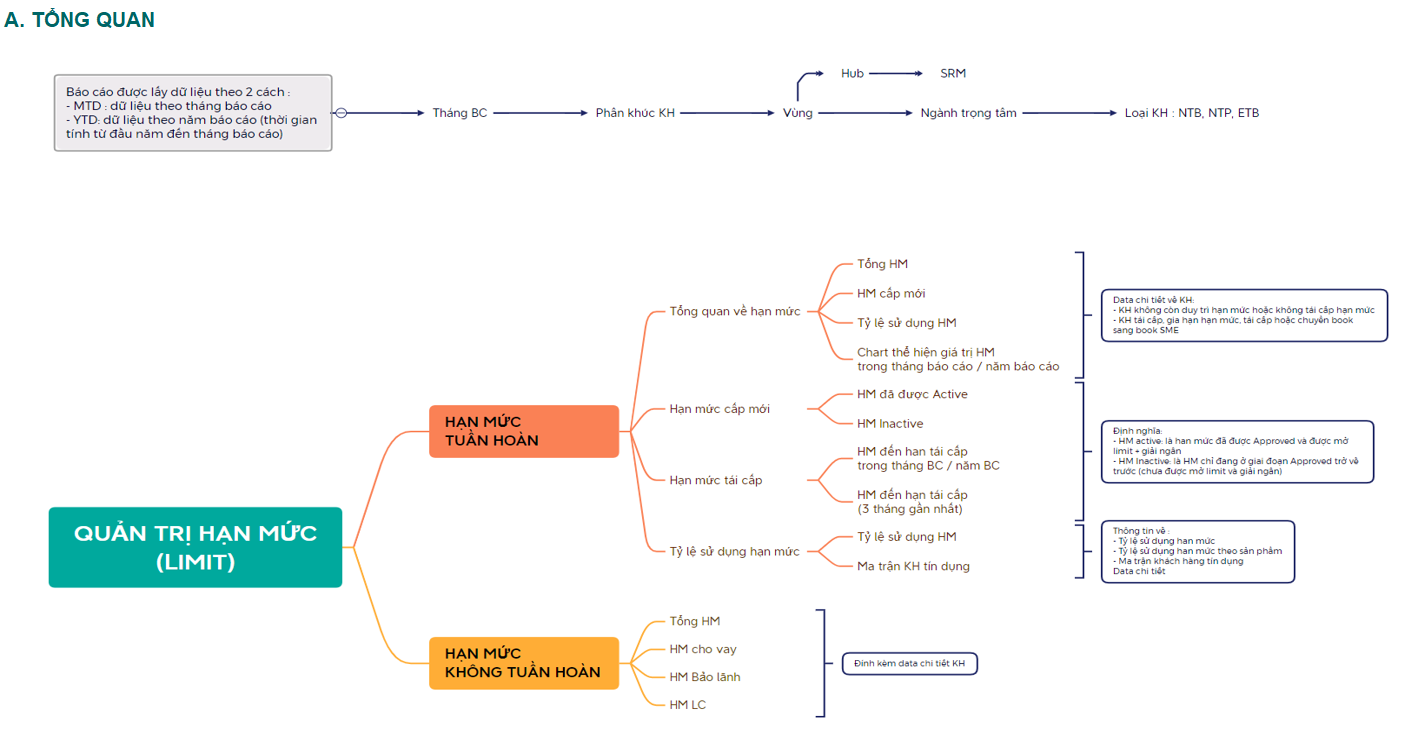 A. TỔNG QUAN
Báo cáo được lấy dữ liệu theo 2 cách :
- MTD : dữ liệu theo tháng báo cáo
- YTD: dữ liệu theo năm báo cáo (thời gian
tính từ đầu năm đến tháng báo cáo)
Tháng BC
Phân khúc KH
Vùng
Hub
SRM
Ngành trọng tâm
Loại KH : NTB, NTP, ETB
QUẢN TRỊ HẠN MỨC
(LIMIT)
HẠN MỨC
TUẦN HOÀN
Tổng quan về hạn mức
Tổng HM
HM cấp mới
Tỷ lệ sử dụng HM
Chart thể hiện giá trị HM
trong tháng báo cáo / năm báo cáo
Data chi tiết về KH:
- KH không còn duy trì hạn mức hoặc không tái cấp hạn mức
- KH tái cấp, gia hạn hạn mức, tái cấp hoặc chuyển book
sang book SME
Hạn mức cấp mới
HM đã được Active
HM Inactive
Hạn mức tái cấp
HM đến hạn tái cấp
trong tháng BC / năm BC
HM đến hạn tái cấp
(3 tháng gần nhất)
Định nghĩa:
- HM active: là hạn mức đã được Approved và được mở
limit + giải ngân
- HM Inactive: là HM chỉ đang ở giai đoạn Approved trở về
trước (chưa được mở limit và giải ngân)
Tỷ lệ sử dụng hạn mức
Tỷ lệ sử dụng HM
Ma trận KH tín dụng
Thông tin về :
- Tỷ lệ sử dụng hạn mức
- Tỷ lệ sử dụng hạn mức theo sản phẩm
- Ma trận khách hàng tín dụng
Data chi tiết
HẠN MỨC
KHÔNG TUẦN HOÀN
Tổng HM
HM cho vay
HM Bảo lãnh
HM LC
Đính kèm data chi tiết KH